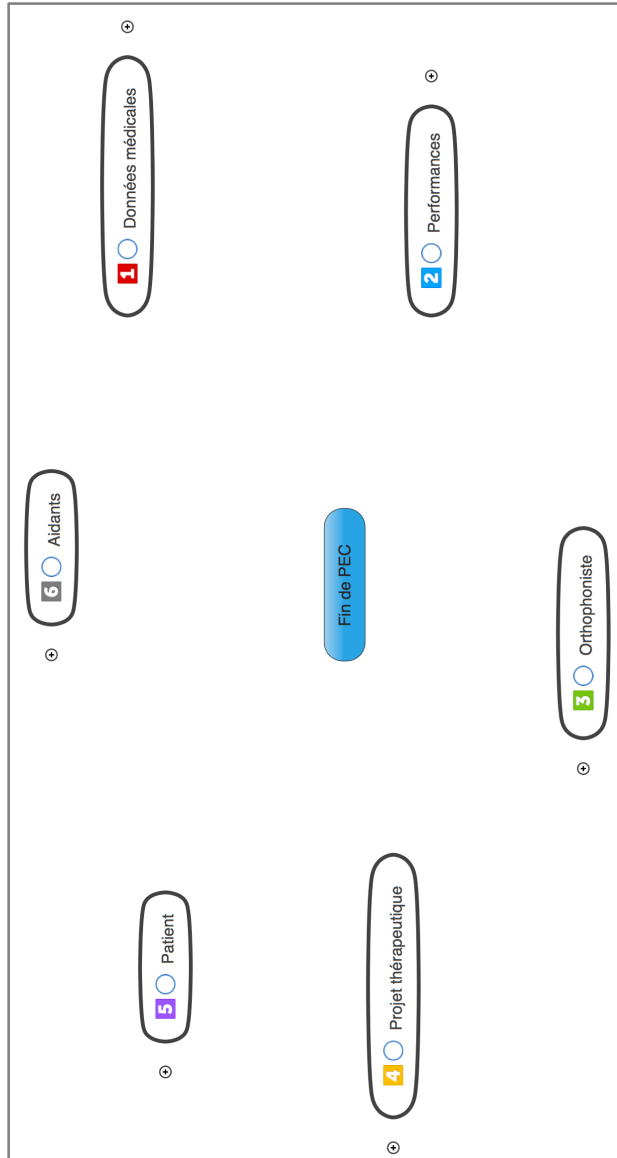 Fin de PEC
1 Données médicales
2 Performances
3 Orthophoniste
4 Projet thérapeutique
5 Patient
6 Aidants